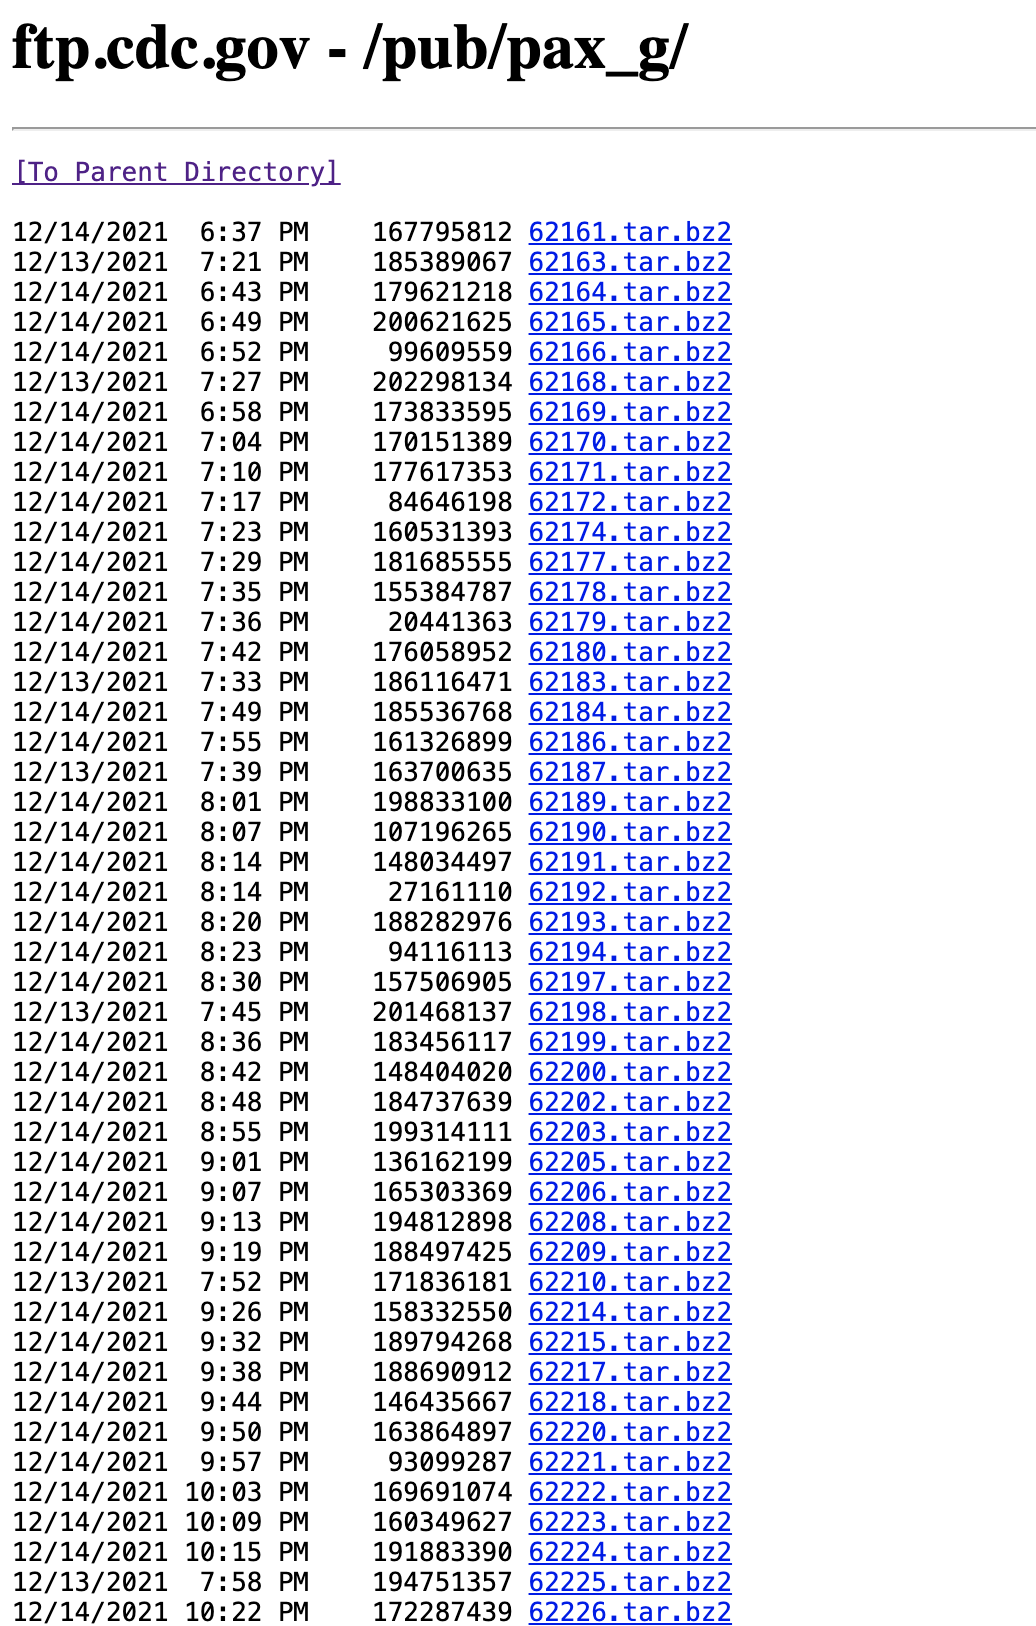 ftp.cdc.gov - /pub/pax_g/
[To Parent Directory]
12/14/2021  6:37 PM    167795812 62161.tar.bz2
12/13/2021  7:21 PM    185389067 62163.tar.bz2
12/14/2021  6:43 PM    179621218 62164.tar.bz2
12/14/2021  6:49 PM    200621625 62165.tar.bz2
12/14/2021  6:52 PM     99609559 62166.tar.bz2
12/13/2021  7:27 PM    202298134 62168.tar.bz2
12/14/2021  6:58 PM    173833595 62169.tar.bz2
12/14/2021  7:04 PM    170151389 62170.tar.bz2
12/14/2021  7:10 PM    177617353 62171.tar.bz2
12/14/2021  7:17 PM     84646198 62172.tar.bz2
12/14/2021  7:23 PM    160531393 62174.tar.bz2
12/14/2021  7:29 PM    181685555 62177.tar.bz2
12/14/2021  7:35 PM    155384787 62178.tar.bz2
12/14/2021  7:36 PM     20441363 62179.tar.bz2
12/14/2021  7:42 PM    176058952 62180.tar.bz2
12/13/2021  7:33 PM    186116471 62183.tar.bz2
12/14/2021  7:49 PM    185536768 62184.tar.bz2
12/14/2021  7:55 PM    161326899 62186.tar.bz2
12/13/2021  7:39 PM    163700635 62187.tar.bz2
12/14/2021  8:01 PM    198833100 62189.tar.bz2
12/14/2021  8:07 PM    107196265 62190.tar.bz2
12/14/2021  8:14 PM    148034497 62191.tar.bz2
12/14/2021  8:14 PM     27161110 62192.tar.bz2
12/14/2021  8:20 PM    188282976 62193.tar.bz2
12/14/2021  8:23 PM     94116113 62194.tar.bz2
12/14/2021  8:30 PM    157506905 62197.tar.bz2
12/13/2021  7:45 PM    201468137 62198.tar.bz2
12/14/2021  8:36 PM    183456117 62199.tar.bz2
12/14/2021  8:42 PM    148404020 62200.tar.bz2
12/14/2021  8:48 PM    184737639 62202.tar.bz2
12/14/2021  8:55 PM    199314111 62203.tar.bz2
12/14/2021  9:01 PM    136162199 62205.tar.bz2
12/14/2021  9:07 PM    165303369 62206.tar.bz2
12/14/2021  9:13 PM    194812898 62208.tar.bz2
12/14/2021  9:19 PM    188497425 62209.tar.bz2
12/13/2021  7:52 PM    171836181 62210.tar.bz2
12/14/2021  9:26 PM    158332550 62214.tar.bz2
12/14/2021  9:32 PM    189794268 62215.tar.bz2
12/14/2021  9:38 PM    188690912 62217.tar.bz2
12/14/2021  9:44 PM    146435667 62218.tar.bz2
12/14/2021  9:50 PM    163864897 62220.tar.bz2
12/14/2021  9:57 PM     93099287 62221.tar.bz2
12/14/2021 10:03 PM    169691074 62222.tar.bz2
12/14/2021 10:09 PM    160349627 62223.tar.bz2
12/14/2021 10:15 PM    191883390 62224.tar.bz2
12/13/2021  7:58 PM    194751357 62225.tar.bz2
12/14/2021 10:22 PM    172287439 62226.tar.bz2